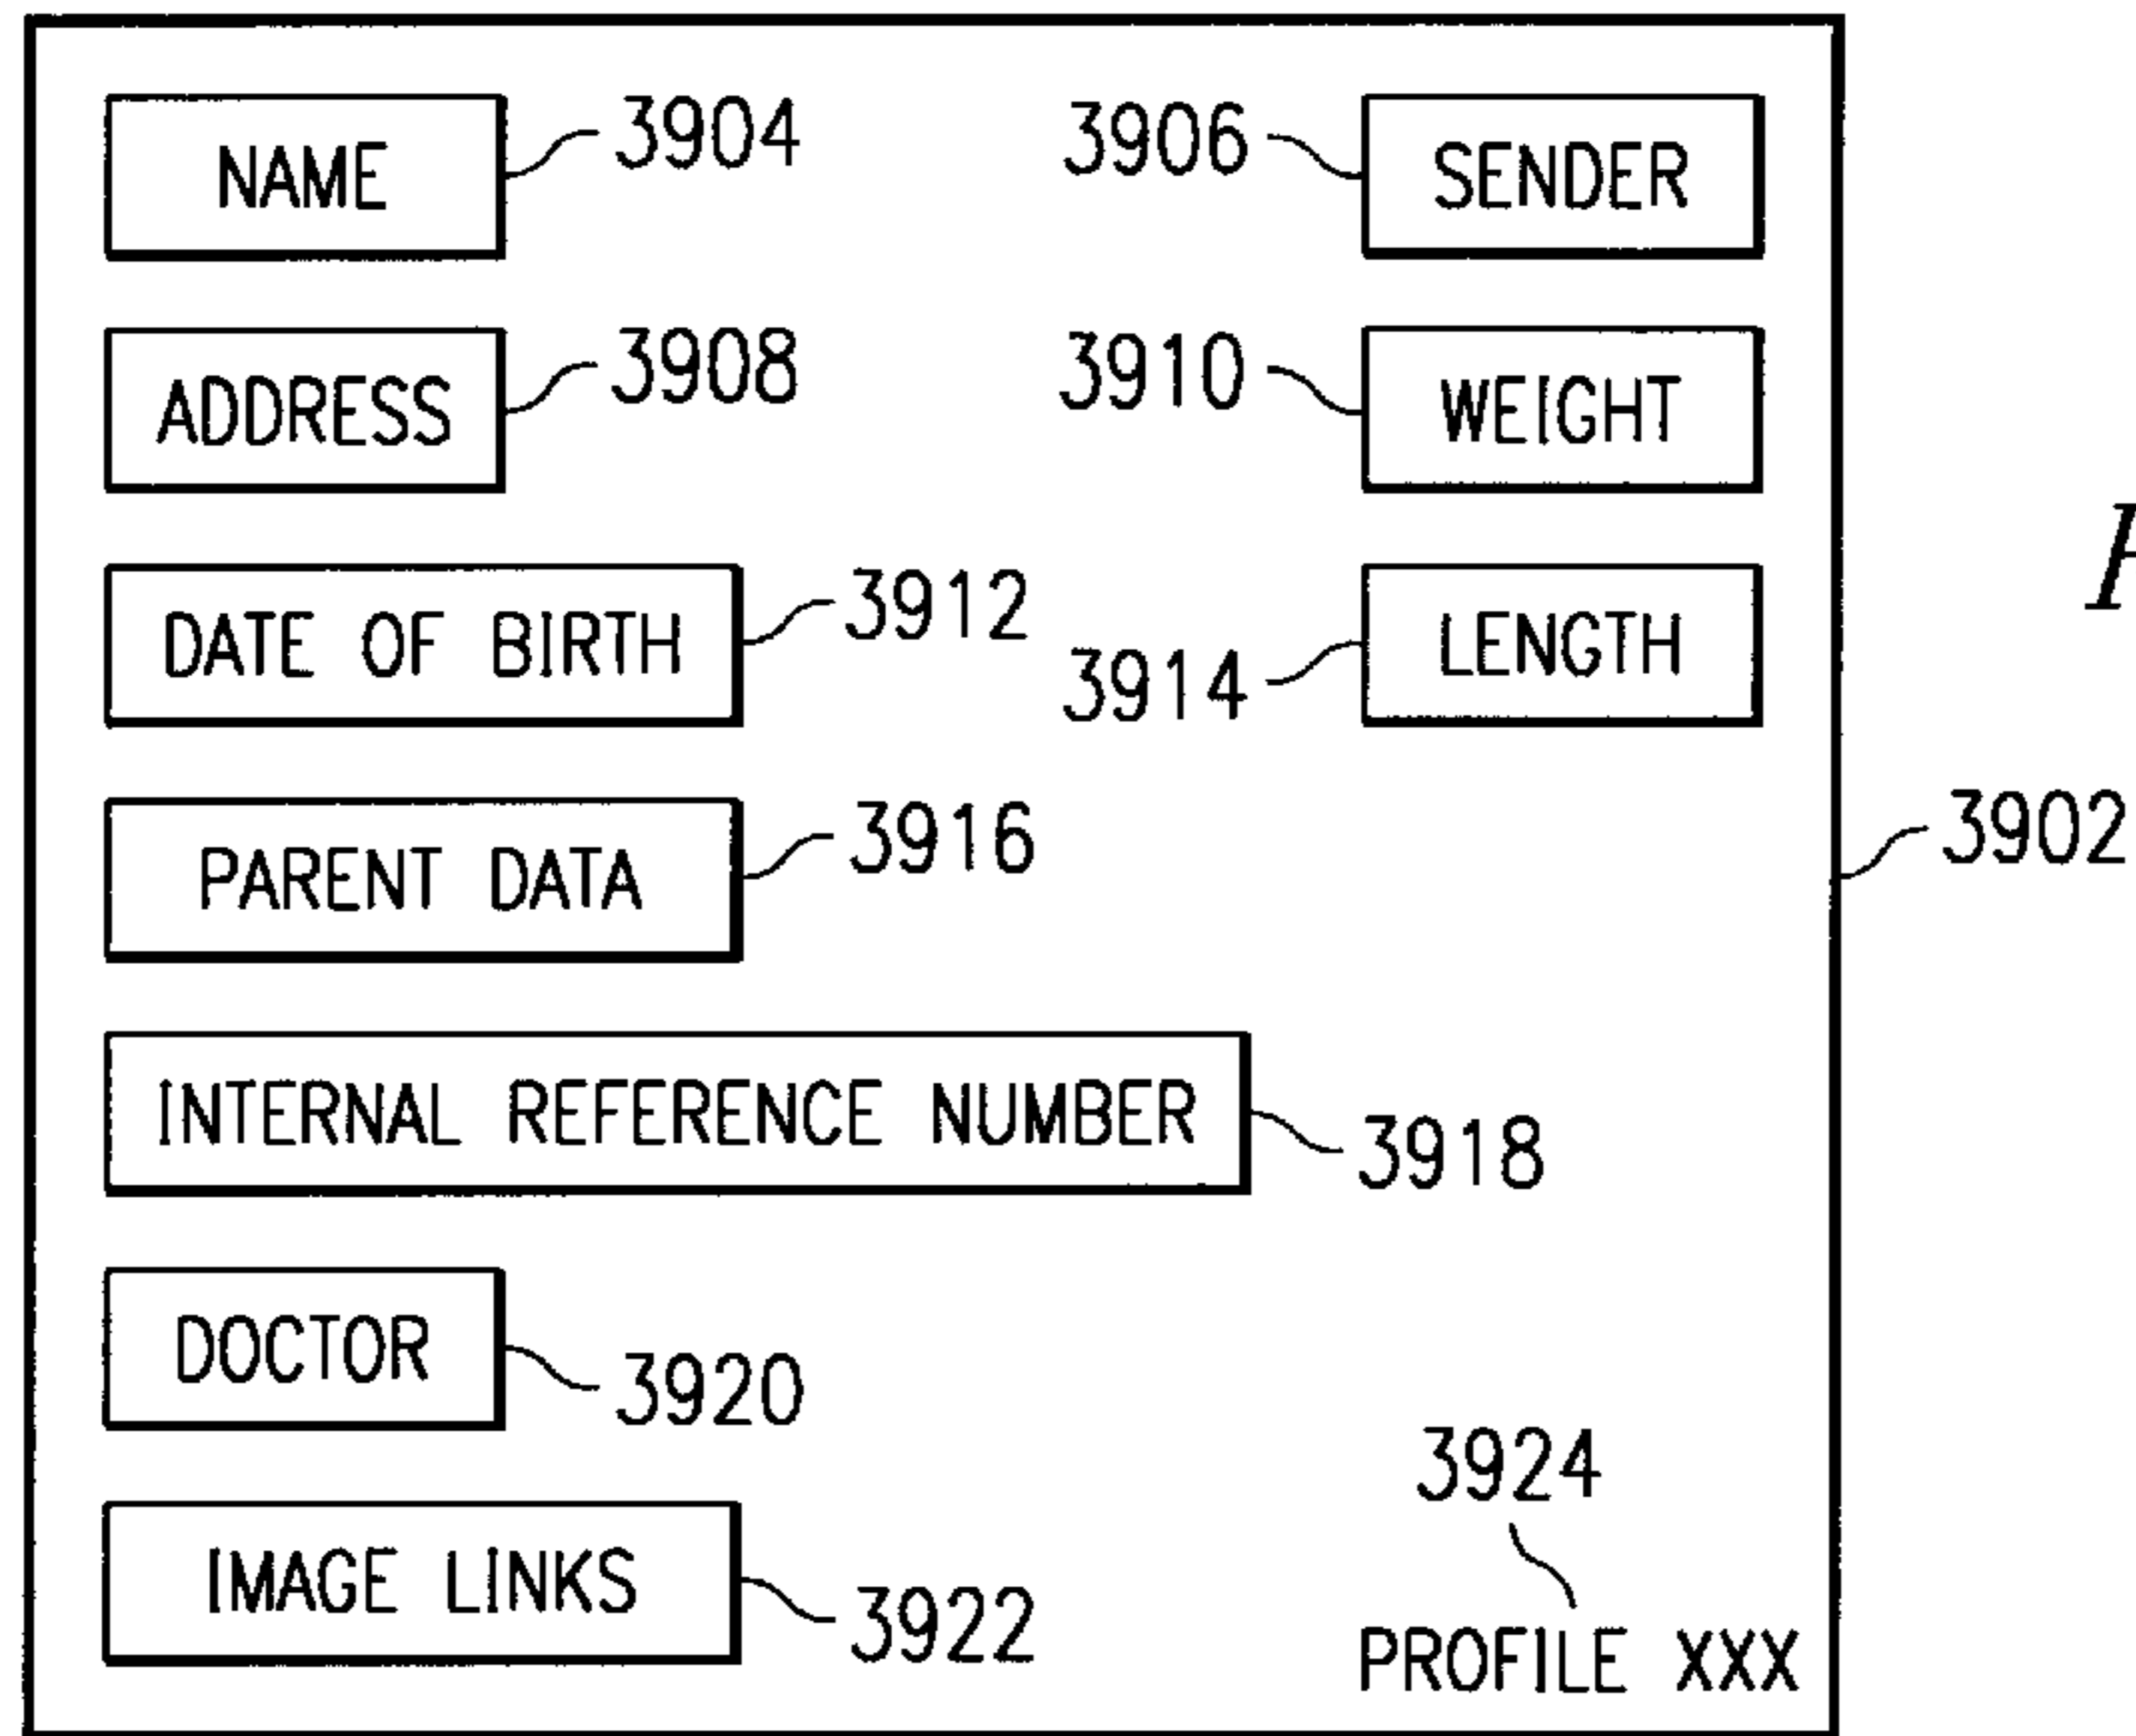 NAME 3904 3906 SENDER
ADDRESS 3908 3910 WEIGHT
DATE OF BIRTH 3912 3914 LENGTH
PARENT DATA 3916 3902
INTERNAL REFERENCE NUMBER 3918
DOCTOR 3920
3924
IMAGE LINKS 3922 PROFILE XXX